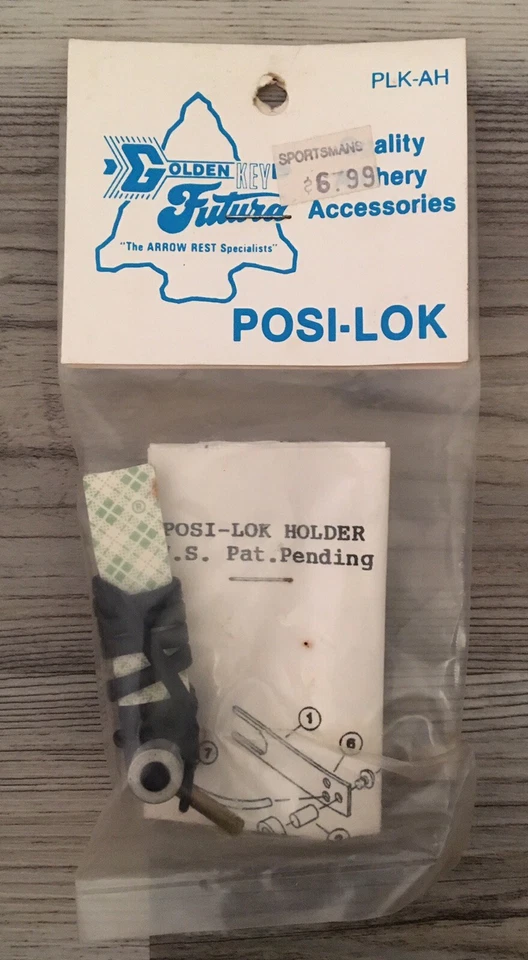 PLK-AH
GOLDEN KEY
Futura
"The ARROW REST Specialists"
SPORTSMANS
$6.99
ality
hery
Accessories
POSI-LOK
POSI-LOK HOLDER
.S. Pat.Pending
1
6
7